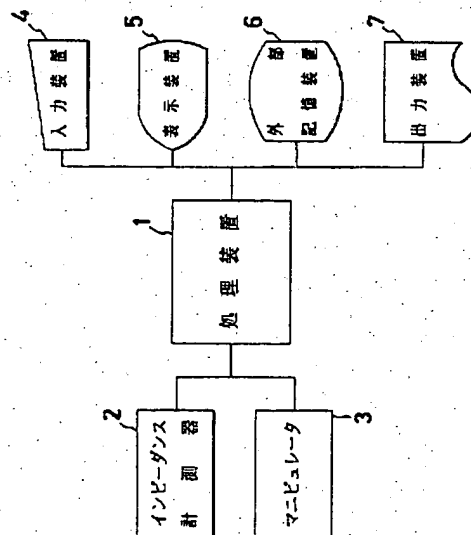 4
入力装置
5
表示装置
6
外部
記憶装置
7
出力装置
1
処理装置
2
インピーダンス
計測器
3
マニピュレータ